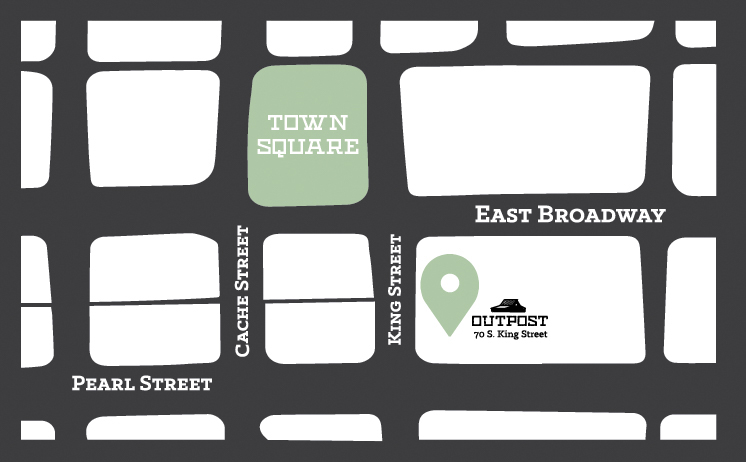 TOWN
SQUARE
East Broadway
Cache Street
King Street
OUTPOST
70 S. King Street
Pearl Street